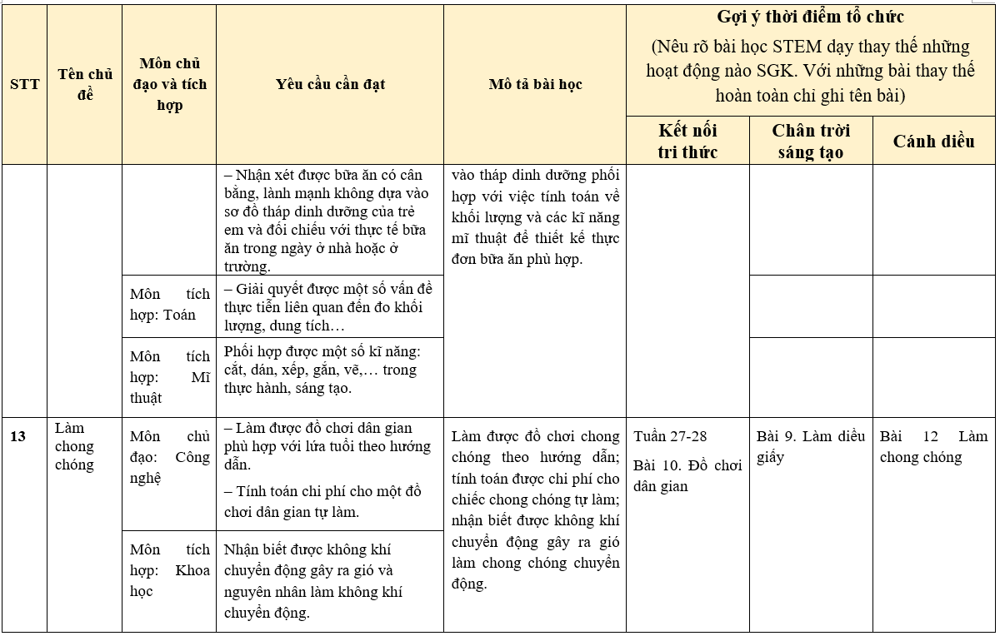 STT
Tên chủ
đề
Môn chủ
đạo và tích
hợp
Yêu cầu cần đạt
Mô tả bài học
Gợi ý thời điểm tổ chức
(Nêu rõ bài học STEM dạy thay thế những
hoạt động nào SGK. Với những bài thay thế
hoàn toàn chỉ ghi tên bài)
Kết nối
tri thức
Chân trời
sáng tạo
Cánh diều
– Nhận xét được bữa ăn có cân
bằng, lành mạnh không dựa vào
sơ đồ tháp dinh dưỡng của trẻ
em và đối chiếu với thực tế bữa
ăn trong ngày ở nhà hoặc ở
trường.
vào tháp dinh dưỡng phối
hợp với việc tính toán về
khối lượng và các kĩ năng
mĩ thuật để thiết kế thực
đơn bữa ăn phù hợp.
Môn tích
hợp: Toán
– Giải quyết được một số vấn đề
thực tiễn liên quan đến đo khối
lượng, dung tích…
Môn tích
hợp: Mĩ
thuật
Phối hợp được một số kĩ năng:
cắt, dán, xếp, gắn, vẽ,… trong
thực hành, sáng tạo.
13
Làm
chong
chóng
Môn chủ
đạo: Công
nghệ
– Làm được đồ chơi dân gian
phù hợp với lứa tuổi theo hướng
dẫn.
– Tính toán chi phí cho một đồ
chơi dân gian tự làm.
Làm được đồ chơi chong
chóng theo hướng dẫn;
tính toán được chi phí cho
chiếc chong chóng tự làm;
nhận biết được không khí
chuyển động gây ra gió
làm chong chóng chuyển
động.
Tuần 27-28
Bài 10. Đồ chơi
dân gian
Bài 9. Làm diều
giấy
Bài 12 Làm
chong chóng
Môn tích
hợp: Khoa
học
Nhận biết được không khí
chuyển động gây ra gió và
nguyên nhân làm không khí
chuyển động.